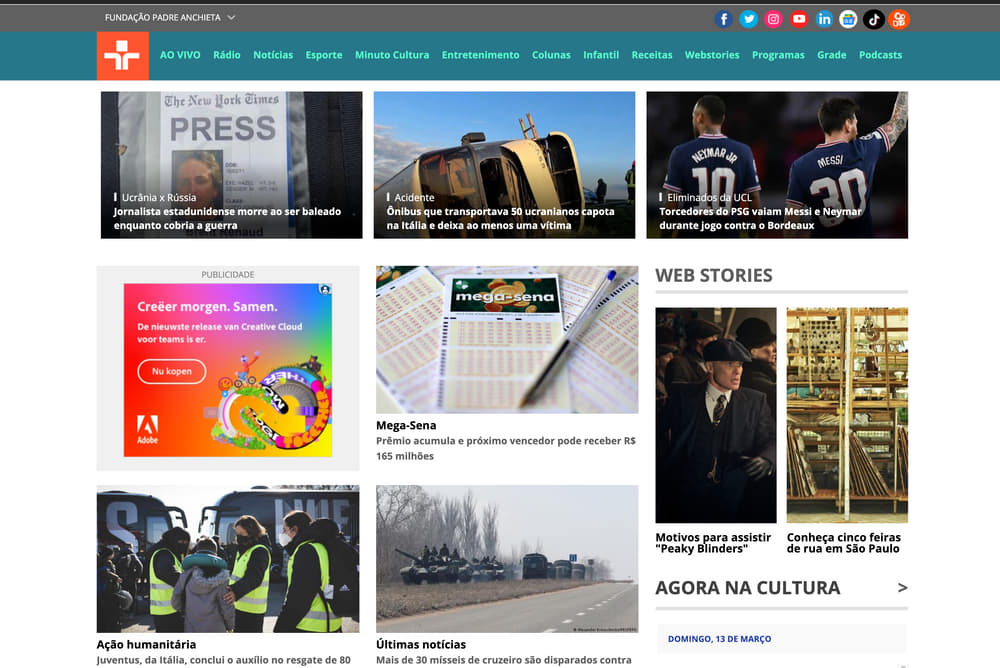 FUNDAÇÃO PADRE ANCHIETA
AO VIVO Rádio Notícias Esporte Minuto Cultura Entretenimento Colunas Infantil Receitas Webstories Programas Grade Podcasts
The New York Times
PRESS
Ucrânia x Rússia
Jornalista estadunidense morre ao ser baleado
enquanto cobria a guerra
Acidente
Ônibus que transportava 50 ucranianos capota
na Itália e deixa ao menos uma vítima
NEYMAR JR
10
MESSI
30
Eliminados da UCL
Torcedores do PSG vaiam Messi e Neymar
durante jogo contra o Bordeaux
PUBLICIDADE
Creëer morgen. Samen.
De nieuwste release van Creative Cloud
voor teams is er.
Nu kopen
Adobe
mega-sena
Mega-Sena
Prêmio acumula e próximo vencedor pode receber R$
165 milhões
WEB STORIES
Motivos para assistir
"Peaky Blinders"
Conheça cinco feiras
de rua em São Paulo
Ação humanitária
Juventus, da Itália, conclui o auxílio no resgate de 80
Últimas notícias
Mais de 30 mísseis de cruzeiro são disparados contra
AGORA NA CULTURA >
DOMINGO, 13 DE MARÇO